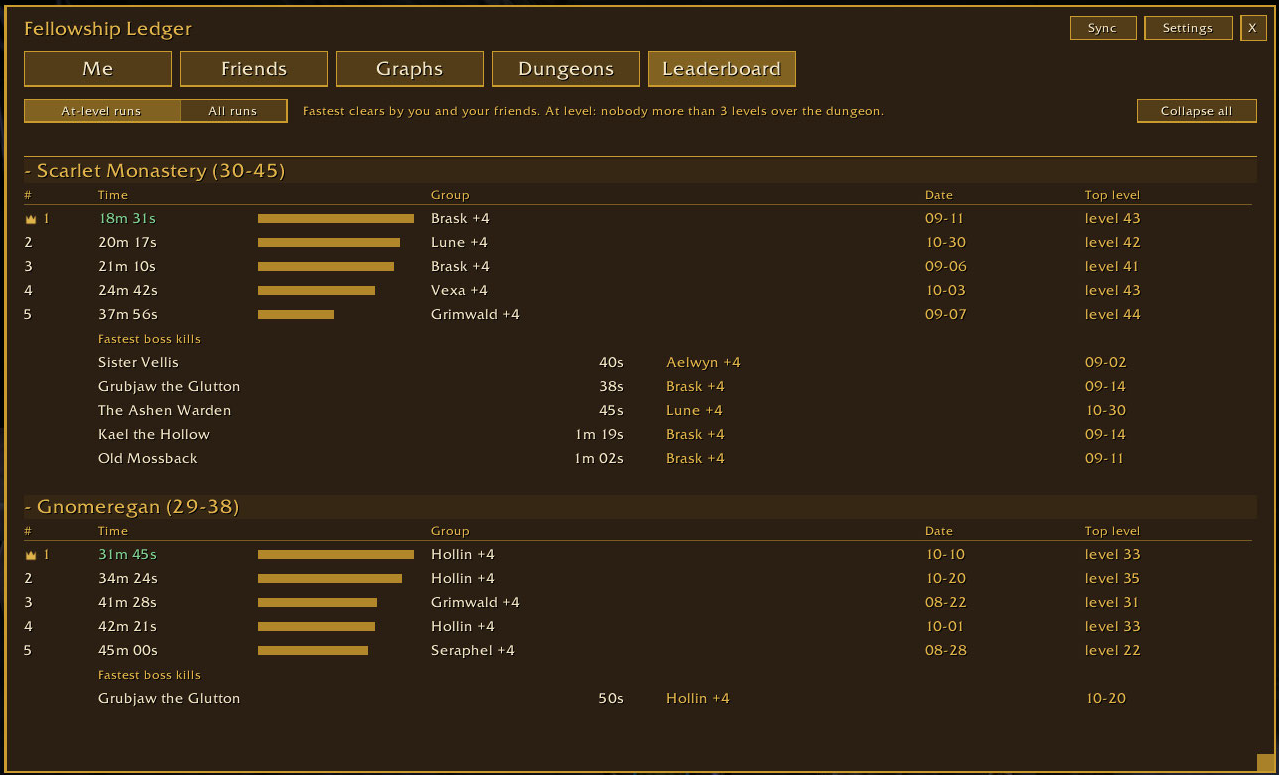 Fellowship Ledger Sync Settings X
Me Friends Graphs Dungeons Leaderboard
At-level runs All runs Fastest clears by you and your friends. At level: nobody more than 3 levels over the dungeon. Collapse all
- Scarlet Monastery (30-45)
# Time Group Date Top level
1 18m 31s Brask +4 09-11 level 43
2 20m 17s Lune +4 10-30 level 42
3 21m 10s Brask +4 09-06 level 41
4 24m 42s Vexa +4 10-03 level 43
5 37m 56s Grimwald +4 09-07 level 44
Fastest boss kills
Sister Vellis 40s Aelwyn +4 09-02
Grubjaw the Glutton 38s Brask +4 09-14
The Ashen Warden 45s Lune +4 10-30
Kael the Hollow 1m 19s Brask +4 09-14
Old Mossback 1m 02s Brask +4 09-11
- Gnomeregan (29-38)
# Time Group Date Top level
1 31m 45s Hollin +4 10-10 level 33
2 34m 24s Hollin +4 10-20 level 35
3 41m 28s Grimwald +4 08-22 level 31
4 42m 21s Hollin +4 10-01 level 33
5 45m 00s Seraphel +4 08-28 level 22
Fastest boss kills
Grubjaw the Glutton 50s Hollin +4 10-20